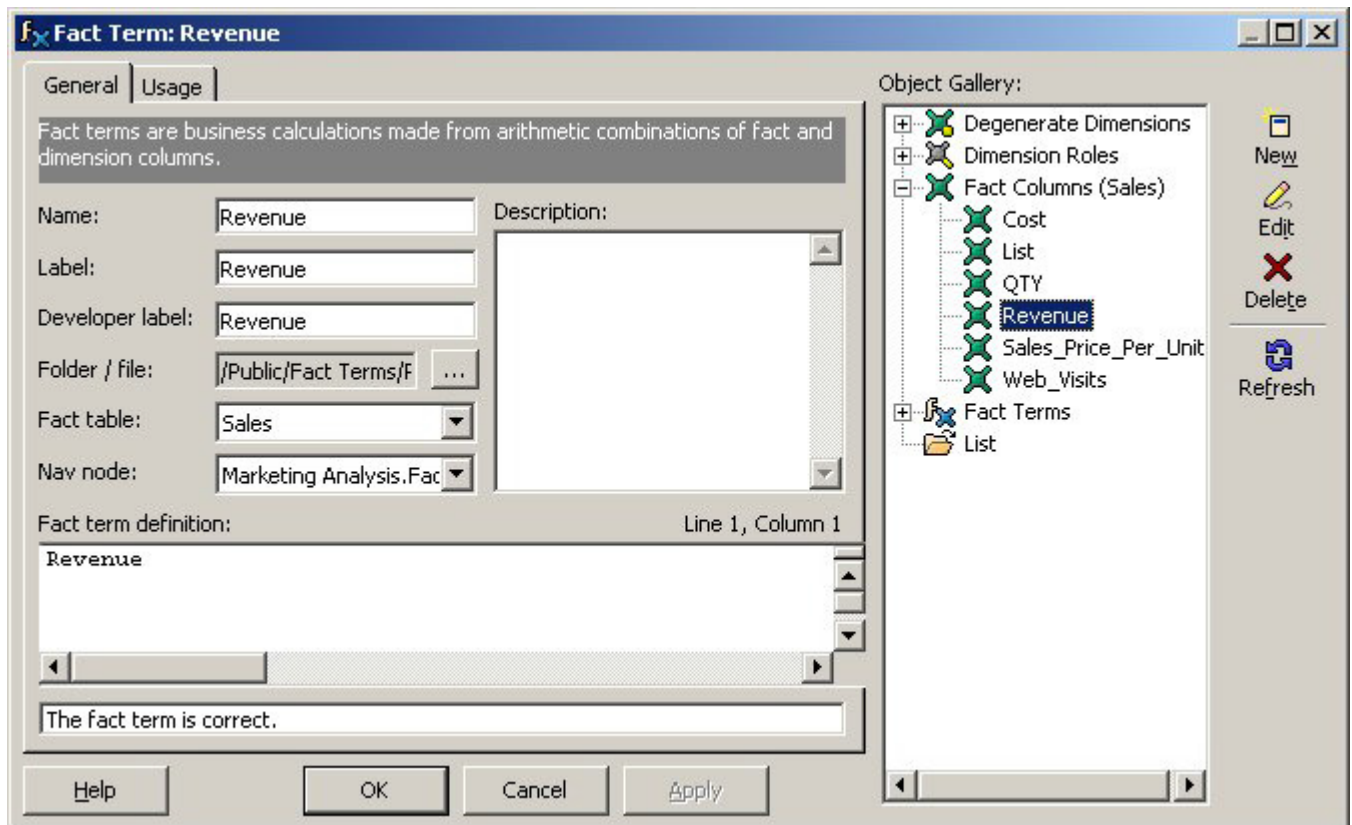 Fact Term: Revenue
General
Usage
Fact terms are business calculations made from arithmetic combinations of fact and
dimension columns.
Name:
Revenue
Label:
Revenue
Developer label:
Revenue
Folder / file:
/Public/Fact Terms/F
...
Fact table:
Sales
Nav node:
Marketing Analysis.Fac
Description:
Fact term definition:
Line 1, Column 1
Revenue
The fact term is correct.
Help
OK
Cancel
Apply
Object Gallery:
Degenerate Dimensions
Dimension Roles
Fact Columns (Sales)
Cost
List
QTY
Revenue
Sales_Price_Per_Unit
Web_Visits
Fact Terms
List
New
Edit
Delete
Refresh